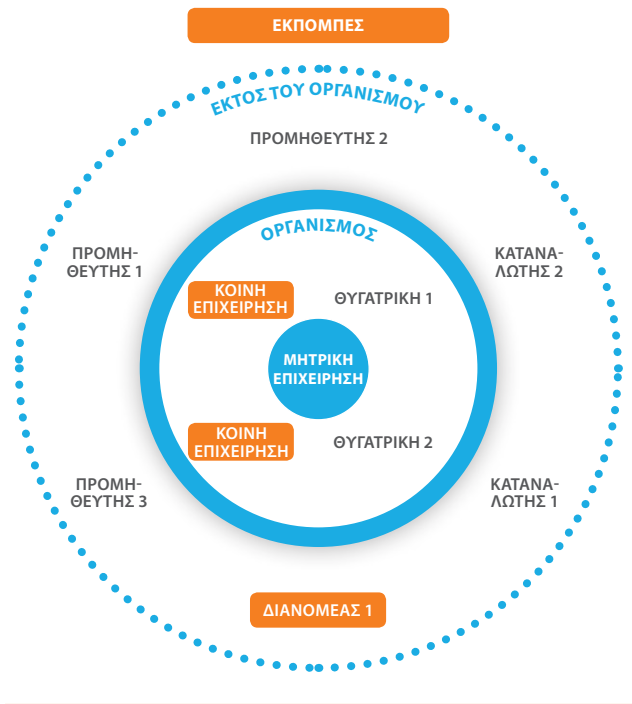 ΕΚΠΟΜΠΕΣ
ΕΚΤΟΣ ΤΟΥ ΟΡΓΑΝΙΣΜΟΥ
ΠΡΟΜΗΘΕΥΤΗΣ 2
ΟΡΓΑΝΙΣΜΟΣ
ΠΡΟΜΗ-
ΘΕΥΤΗΣ 1
ΚΑΤΑΝΑ-
ΛΩΤΗΣ 2
ΚΟΙΝΗ
ΕΠΙΧΕΙΡΗΣΗ
ΘΥΓΑΤΡΙΚΗ 1
ΜΗΤΡΙΚΗ
ΕΠΙΧΕΙΡΗΣΗ
ΚΟΙΝΗ
ΕΠΙΧΕΙΡΗΣΗ
ΘΥΓΑΤΡΙΚΗ 2
ΠΡΟΜΗ-
ΘΕΥΤΗΣ 3
ΚΑΤΑΝΑ-
ΛΩΤΗΣ 1
ΔΙΑΝΟΜΕΑΣ 1